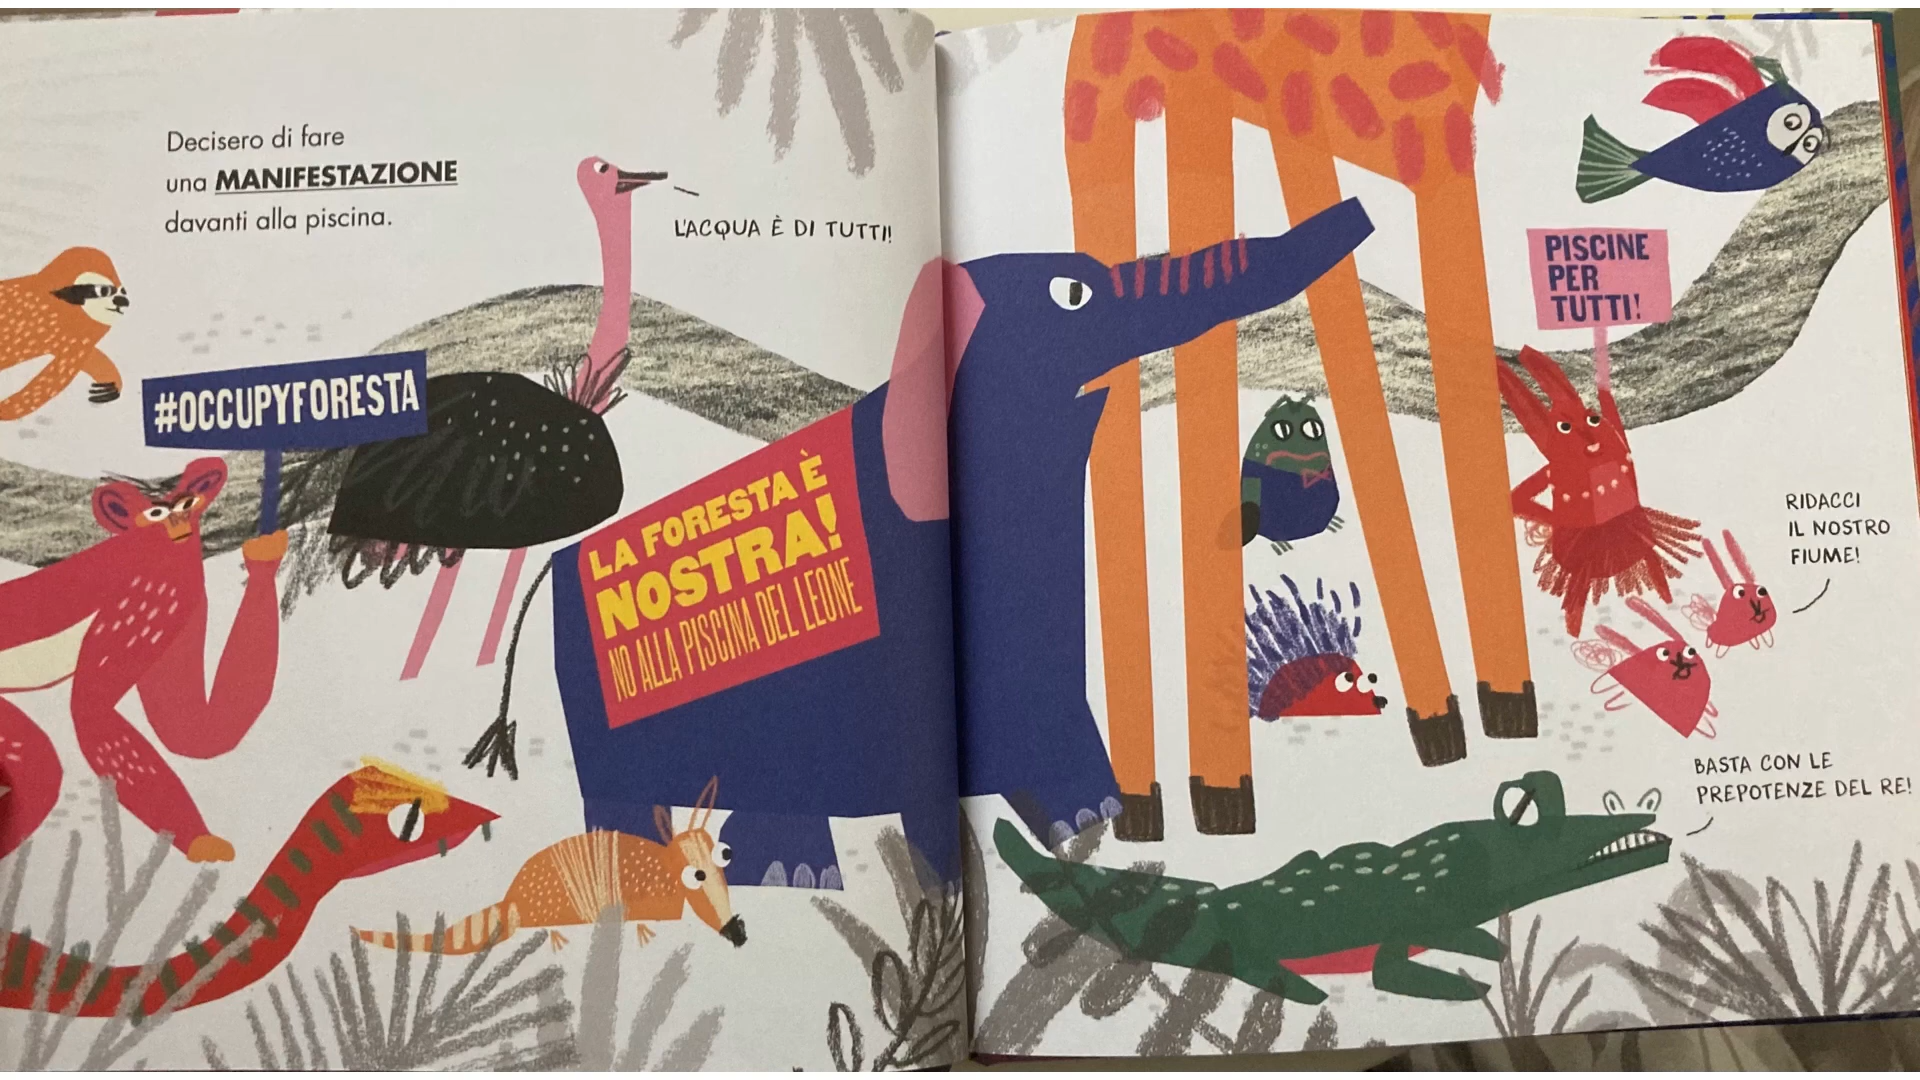 Decisero di fare
una MANIFESTAZIONE
davanti alla piscina.
L'ACQUA È DI TUTTI!
#OCCUPYFORESTA
LA FORESTA È
NOSTRA!
NO ALLA PISCINA DEL LEONE
PISCINE
PER
TUTTI!
RIDACCI
IL NOSTRO
FIUME!
BASTA CON LE
PREPOTENZE DEL RE!